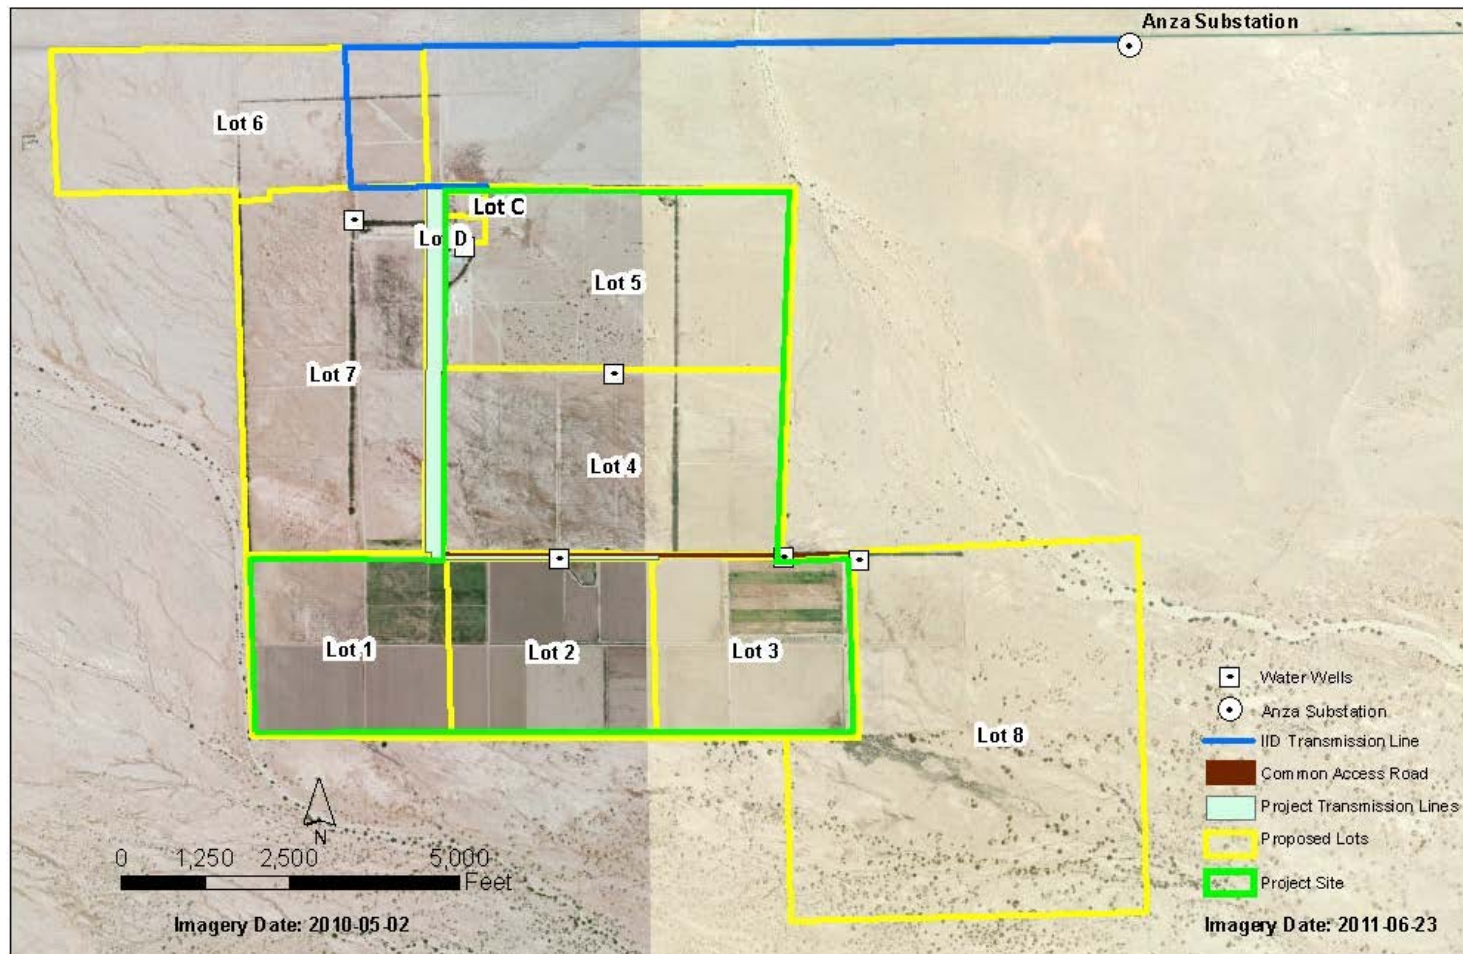 Anza Substation
Lot 6
Lot C
Lot D
Lot 5
Lot 7
Lot 4
Lot 1
Lot 2
Lot 3
Lot 8
Water Wells
Anza Substation
IID Transmission Line
Common Access Road
Project Transmission Lines
Proposed Lots
Project Site
N
0 1,250 2,500 5,000
Feet
Imagery Date: 2010-05-02
Imagery Date: 2011-06-23